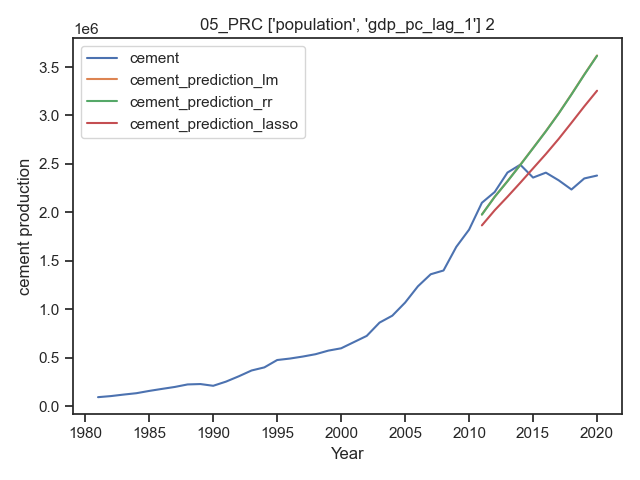 05_PRC ['population', 'gdp_pc_lag_1'] 2
1e6
cement
cement_prediction_lm
cement_prediction_rr
cement_prediction_lasso
3.5
3.0
2.5
2.0
1.5
1.0
0.5
0.0
cement production
1980
1985
1990
1995
2000
2005
2010
2015
2020
Year